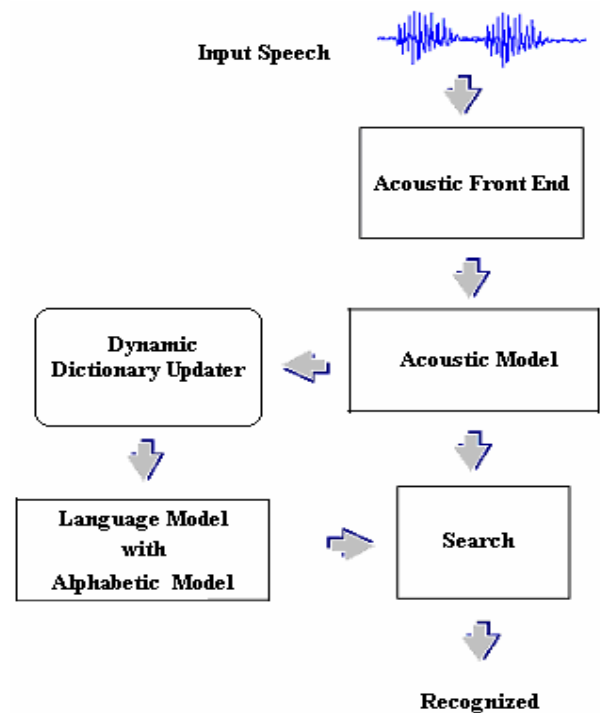 Input Speech
Acoustic Front End
Dynamic
Dictionary Updater
Acoustic Model
Language Model
with
Alphabetic Model
Search
Recognized